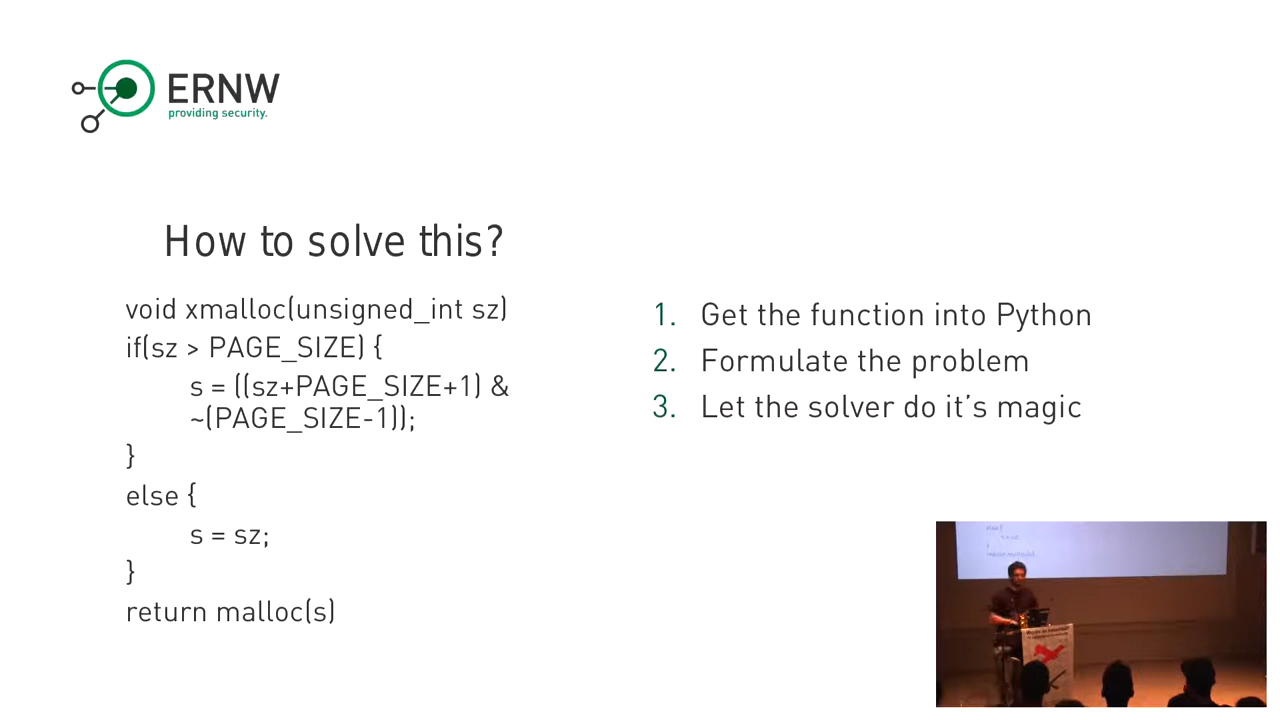 ERNW
providing security.
How to solve this?
void xmalloc(unsigned_int sz)
if(sz > PAGE_SIZE) {
s = ((sz+PAGE_SIZE+1) &
~(PAGE_SIZE-1));
}
else {
s = sz;
}
return malloc(s)
1. Get the function into Python
2. Formulate the problem
3. Let the solver do it's magic